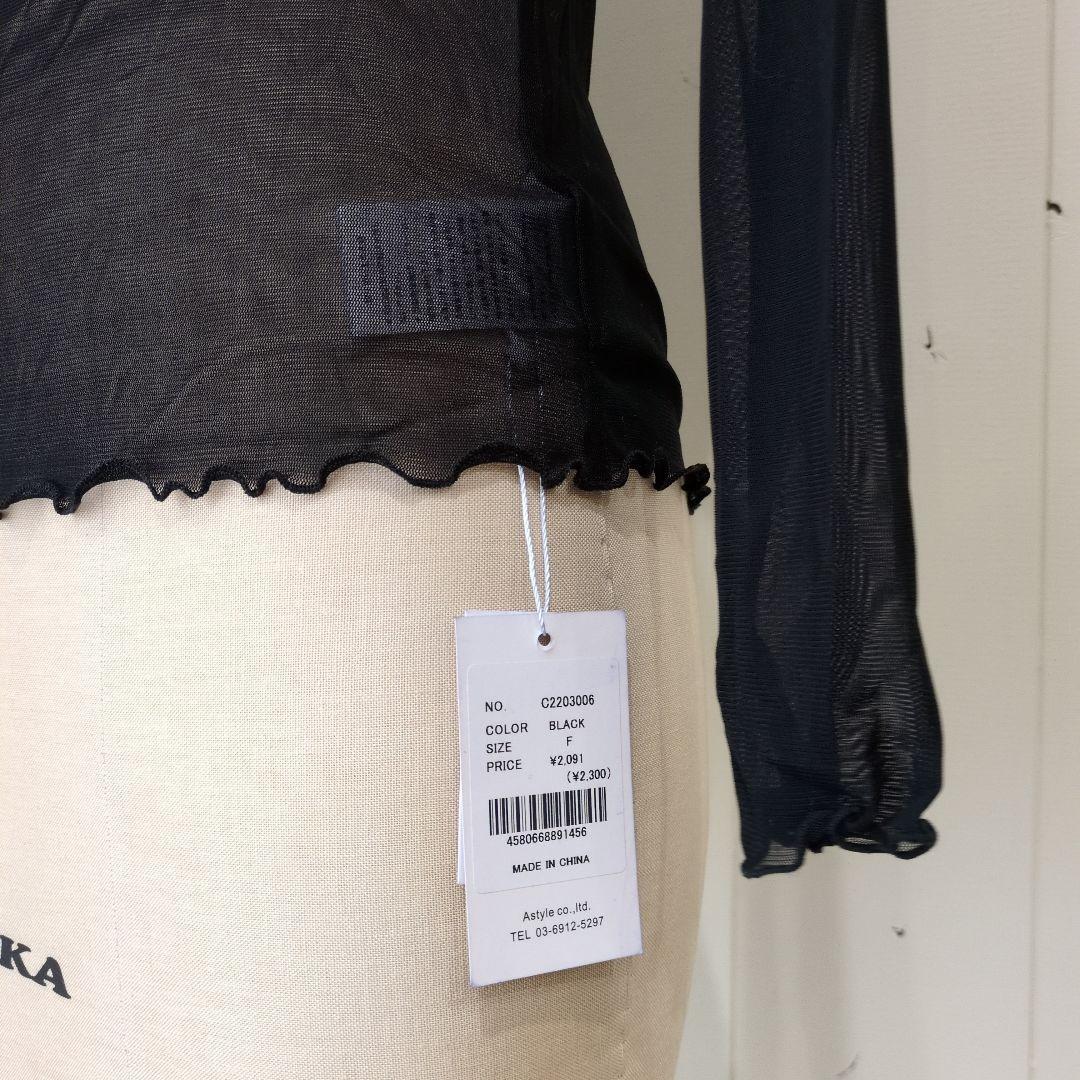 NO. C2203006
COLOR BLACK
SIZE F
PRICE ¥2,091
(¥2,300)
4580668891456
MADE IN CHINA
Astyle co.,ltd.
TEL 03-6912-5297
KA